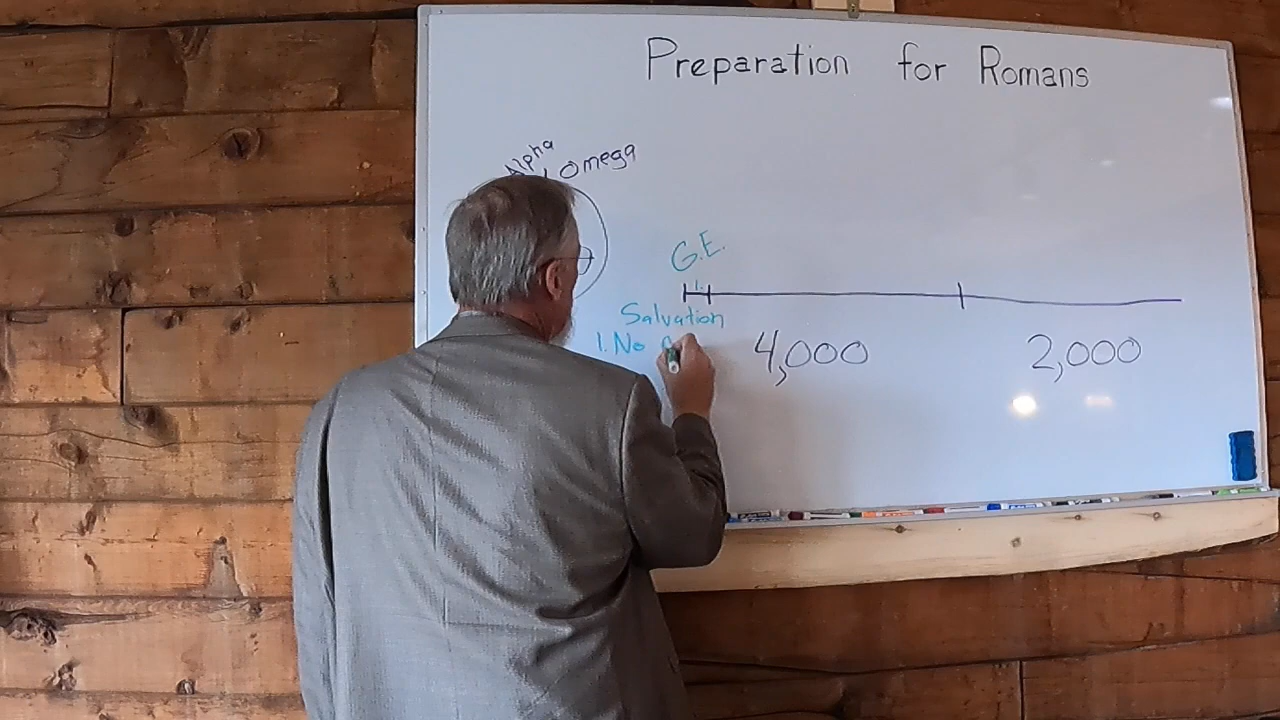 Preparation for Romans
Alpha
Omega
G.E.
Salvation
1. No
4,000
2,000